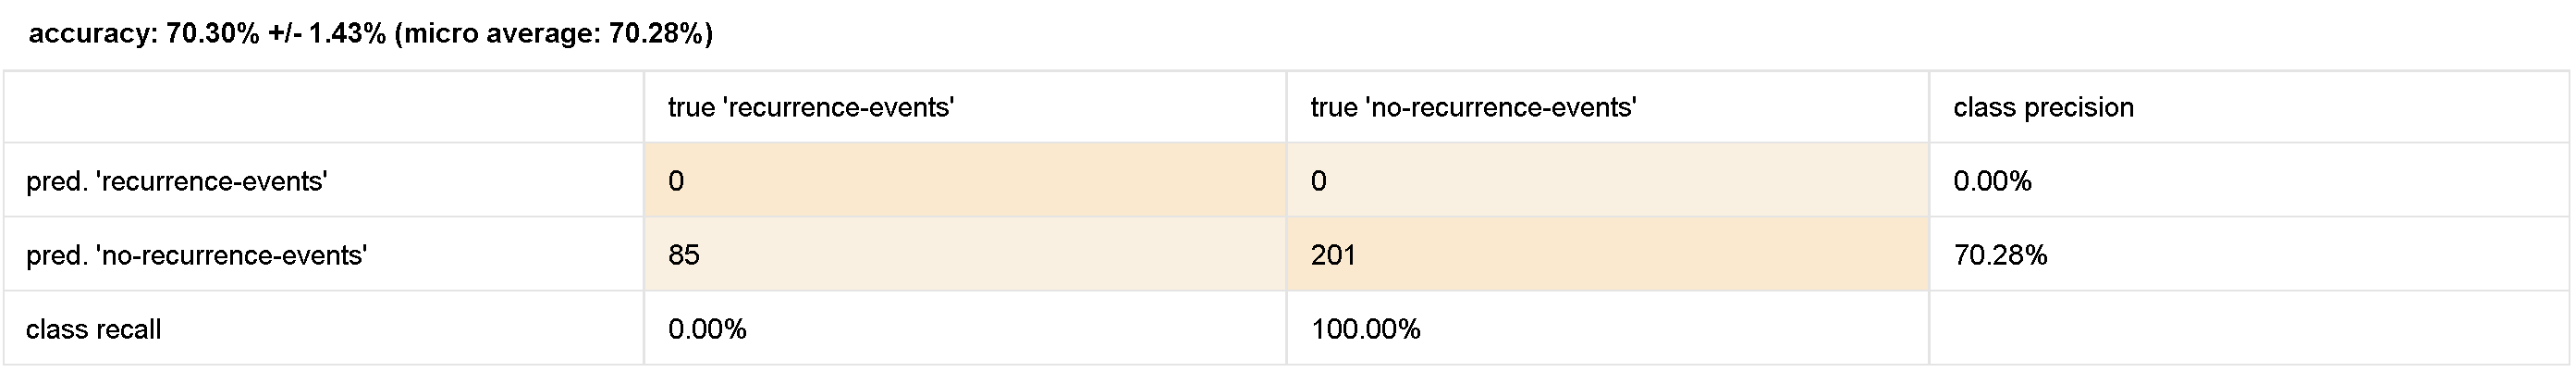 accuracy: 70.30% +/- 1.43% (micro average: 70.28%)
true 'recurrence-events' true 'no-recurrence-events' class precision
pred. 'recurrence-events' 0 0 0.00%
pred. 'no-recurrence-events' 85 201 70.28%
class recall 0.00% 100.00%